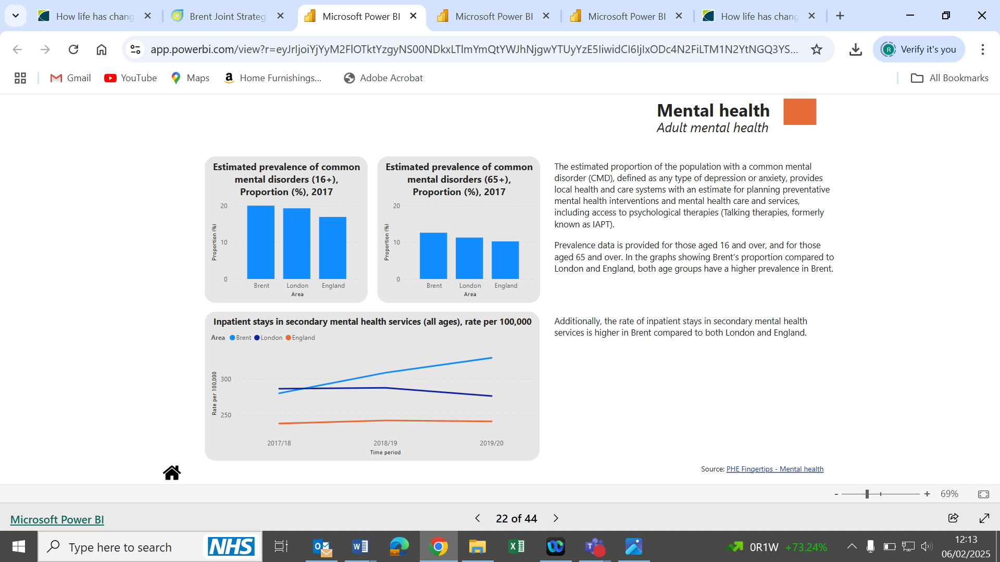 How life has chang
Brent Joint Strateg
Microsoft Power BI
Microsoft Power BI
Microsoft Power BI
How life has chang
app.powerbi.com/view?r=eyJrIjoiYjYyM2FlOTktYzgyNS00NDkxLTlmYmQtYWJhNjgwYTUyYzE5IiwidCI6IjIxODc4N2FiLTM1N2YtNGQ3YS...
R
Verify it's you
Gmail
YouTube
Maps
Home Furnishings...
Adobe Acrobat
All Bookmarks
Mental health
Adult mental health
Estimated prevalence of common
mental disorders (16+),
Proportion (%), 2017
20
10
0
Proportion (%)
Brent
London
England
Area
Estimated prevalence of common
mental disorders (65+),
Proportion (%), 2017
20
10
0
Proportion (%)
Brent
London
England
Area
The estimated proportion of the population with a common mental
disorder (CMD), defined as any type of depression or anxiety, provides
local health and care systems with an estimate for planning preventative
mental health interventions and mental health care and services,
including access to psychological therapies (Talking therapies, formerly
known as IAPT).
Prevalence data is provided for those aged 16 and over, and for those
aged 65 and over. In the graphs showing Brent's proportion compared to
London and England, both age groups have a higher prevalence in Brent.
Inpatient stays in secondary mental health services (all ages), rate per 100,000
Area Brent London England
300
250
Rate per 100,000
2017/18
2018/19
2019/20
Time period
Additionally, the rate of inpatient stays in secondary mental health
services is higher in Brent compared to both London and England.
Source: PHE Fingertips - Mental health
- + 69%
Microsoft Power BI
22 of 44
Type here to search
NHS
0R1W +73.24%
12:13
06/02/2025